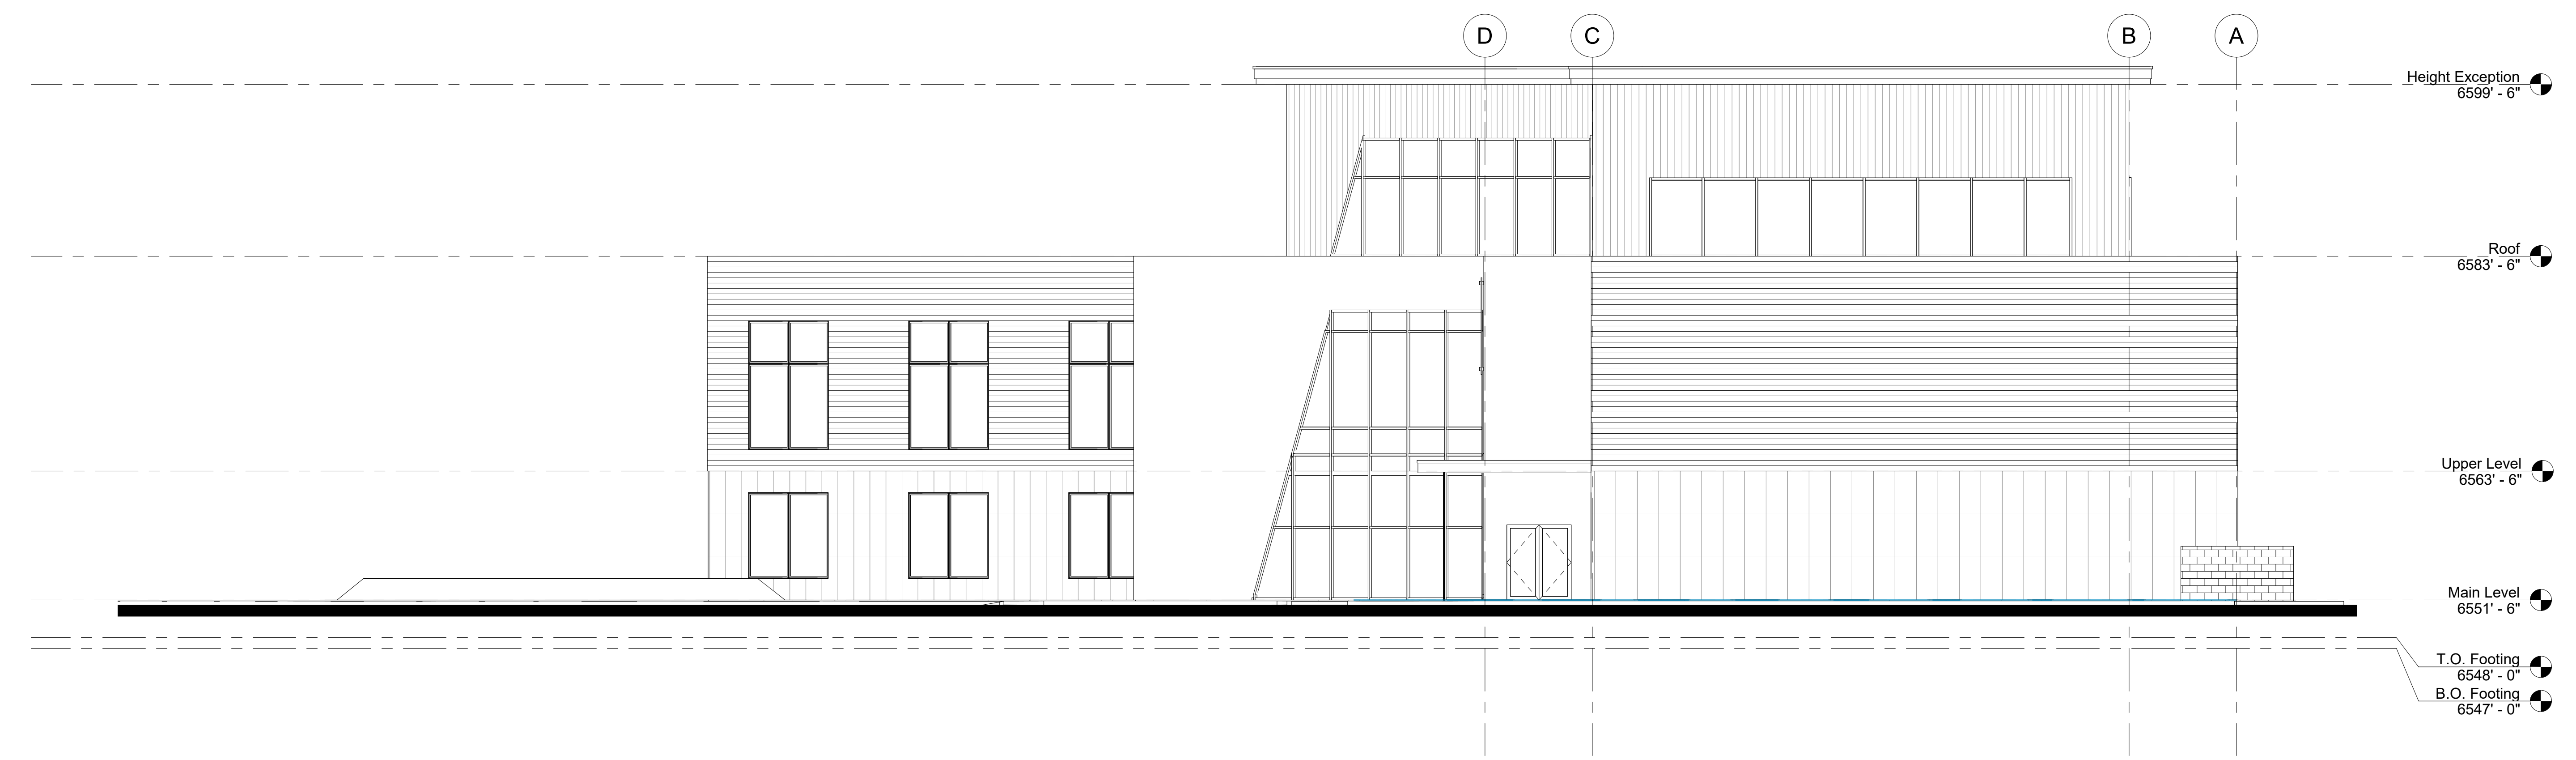 D C B A
Height Exception
6599' - 6"
Roof
6583' - 6"
Upper Level
6563' - 6"
Main Level
6551' - 6"
T.O. Footing
6548' - 0"
B.O. Footing
6547' - 0"